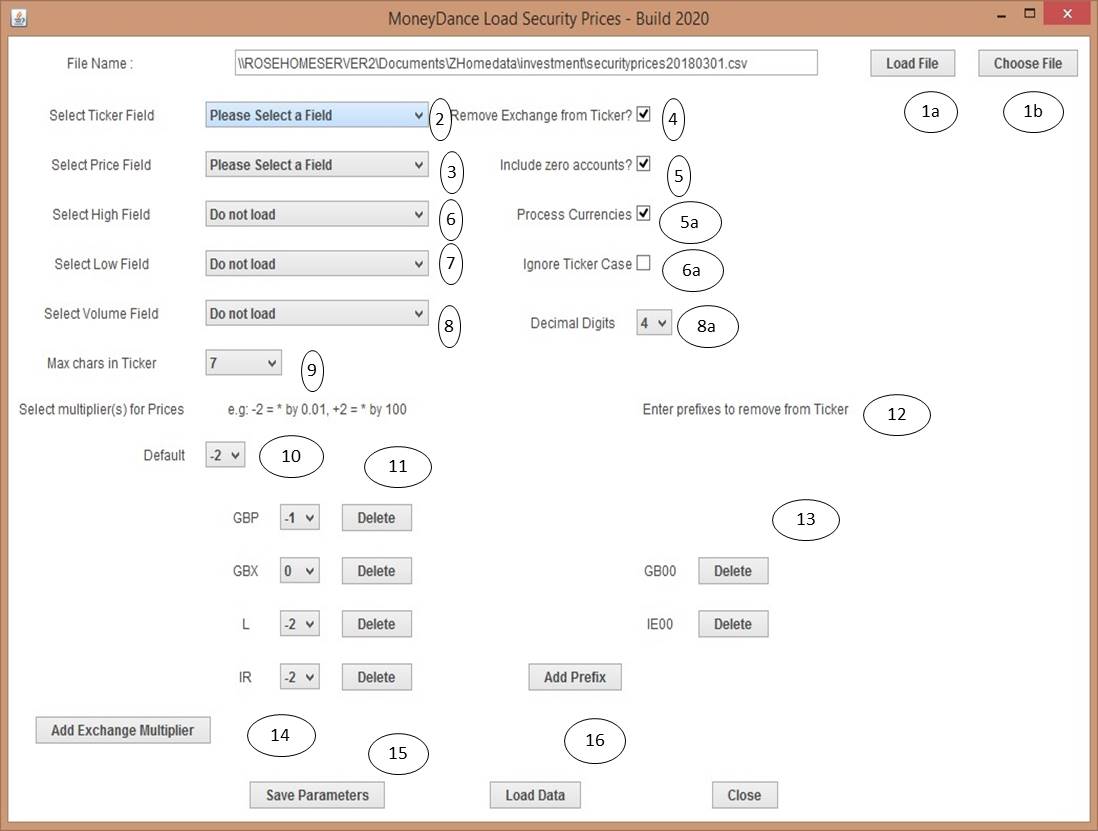 MoneyDance Load Security Prices - Build 2020
File Name : \\ROSEHOMESERVER2\Documents\ZHomedata\investment\securityprices20180301.csv Load File Choose File
1a 1b
Select Ticker Field Please Select a Field 2 Remove Exchange from Ticker? 4
Select Price Field Please Select a Field 3 Include zero accounts? 5
Select High Field Do not load 6 Process Currencies 5a
Select Low Field Do not load 7 Ignore Ticker Case 6a
Select Volume Field Do not load 8 Decimal Digits 4 8a
Max chars in Ticker 7 9
Select multiplier(s) for Prices e.g: -2 = * by 0.01, +2 = * by 100 Enter prefixes to remove from Ticker 12
Default -2 10 11
GBP -1 Delete 13
GBX 0 Delete GB00 Delete
L -2 Delete IE00 Delete
IR -2 Delete Add Prefix
Add Exchange Multiplier 14 15 16
Save Parameters Load Data Close